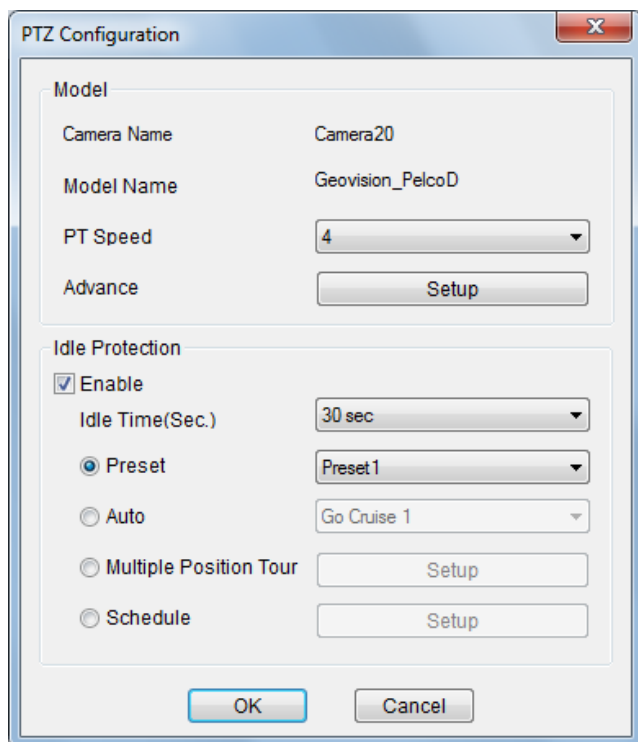 PTZ Configuration
Model
Camera Name Camera20
Model Name Geovision_PelcoD
PT Speed 4
Advance Setup
Idle Protection
Enable
Idle Time(Sec.) 30 sec
Preset Preset1
Auto Go Cruise 1
Multiple Position Tour Setup
Schedule Setup
OK Cancel